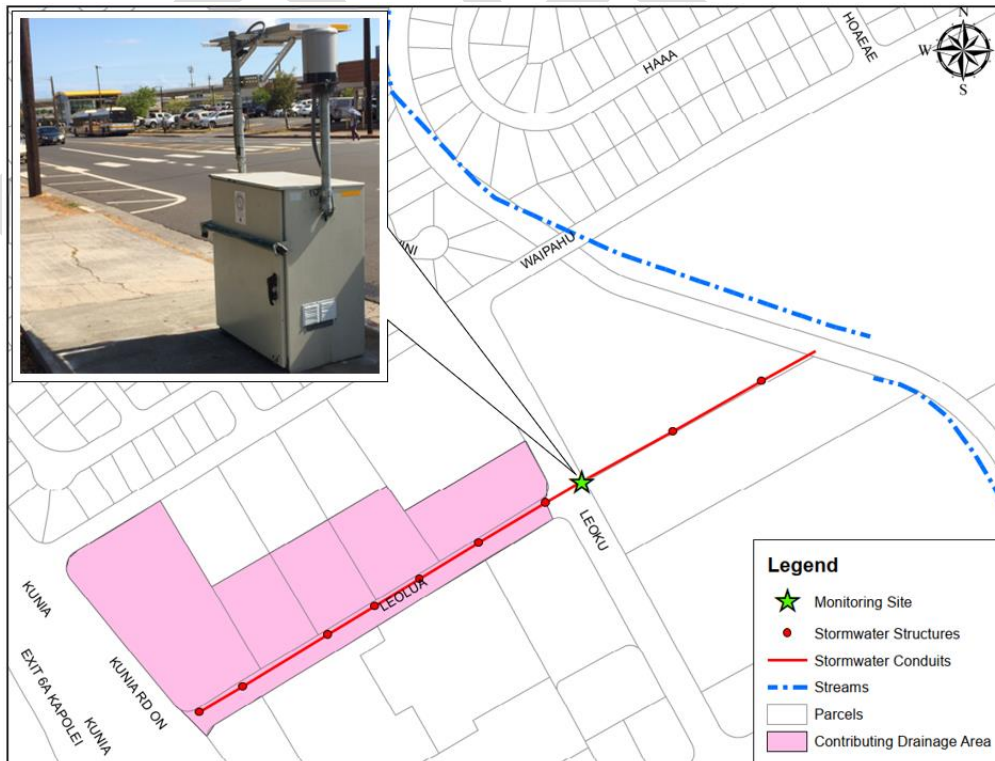 HOAEAE
N
W
S
HAAA
WAIPAHU
INI
LEOKU
LEOLUA
KUNIA
KUNIA RD ON
EXIT 6A KAPOLEI
KUNIA
Legend
Monitoring Site
Stormwater Structures
Stormwater Conduits
Streams
Parcels
Contributing Drainage Area